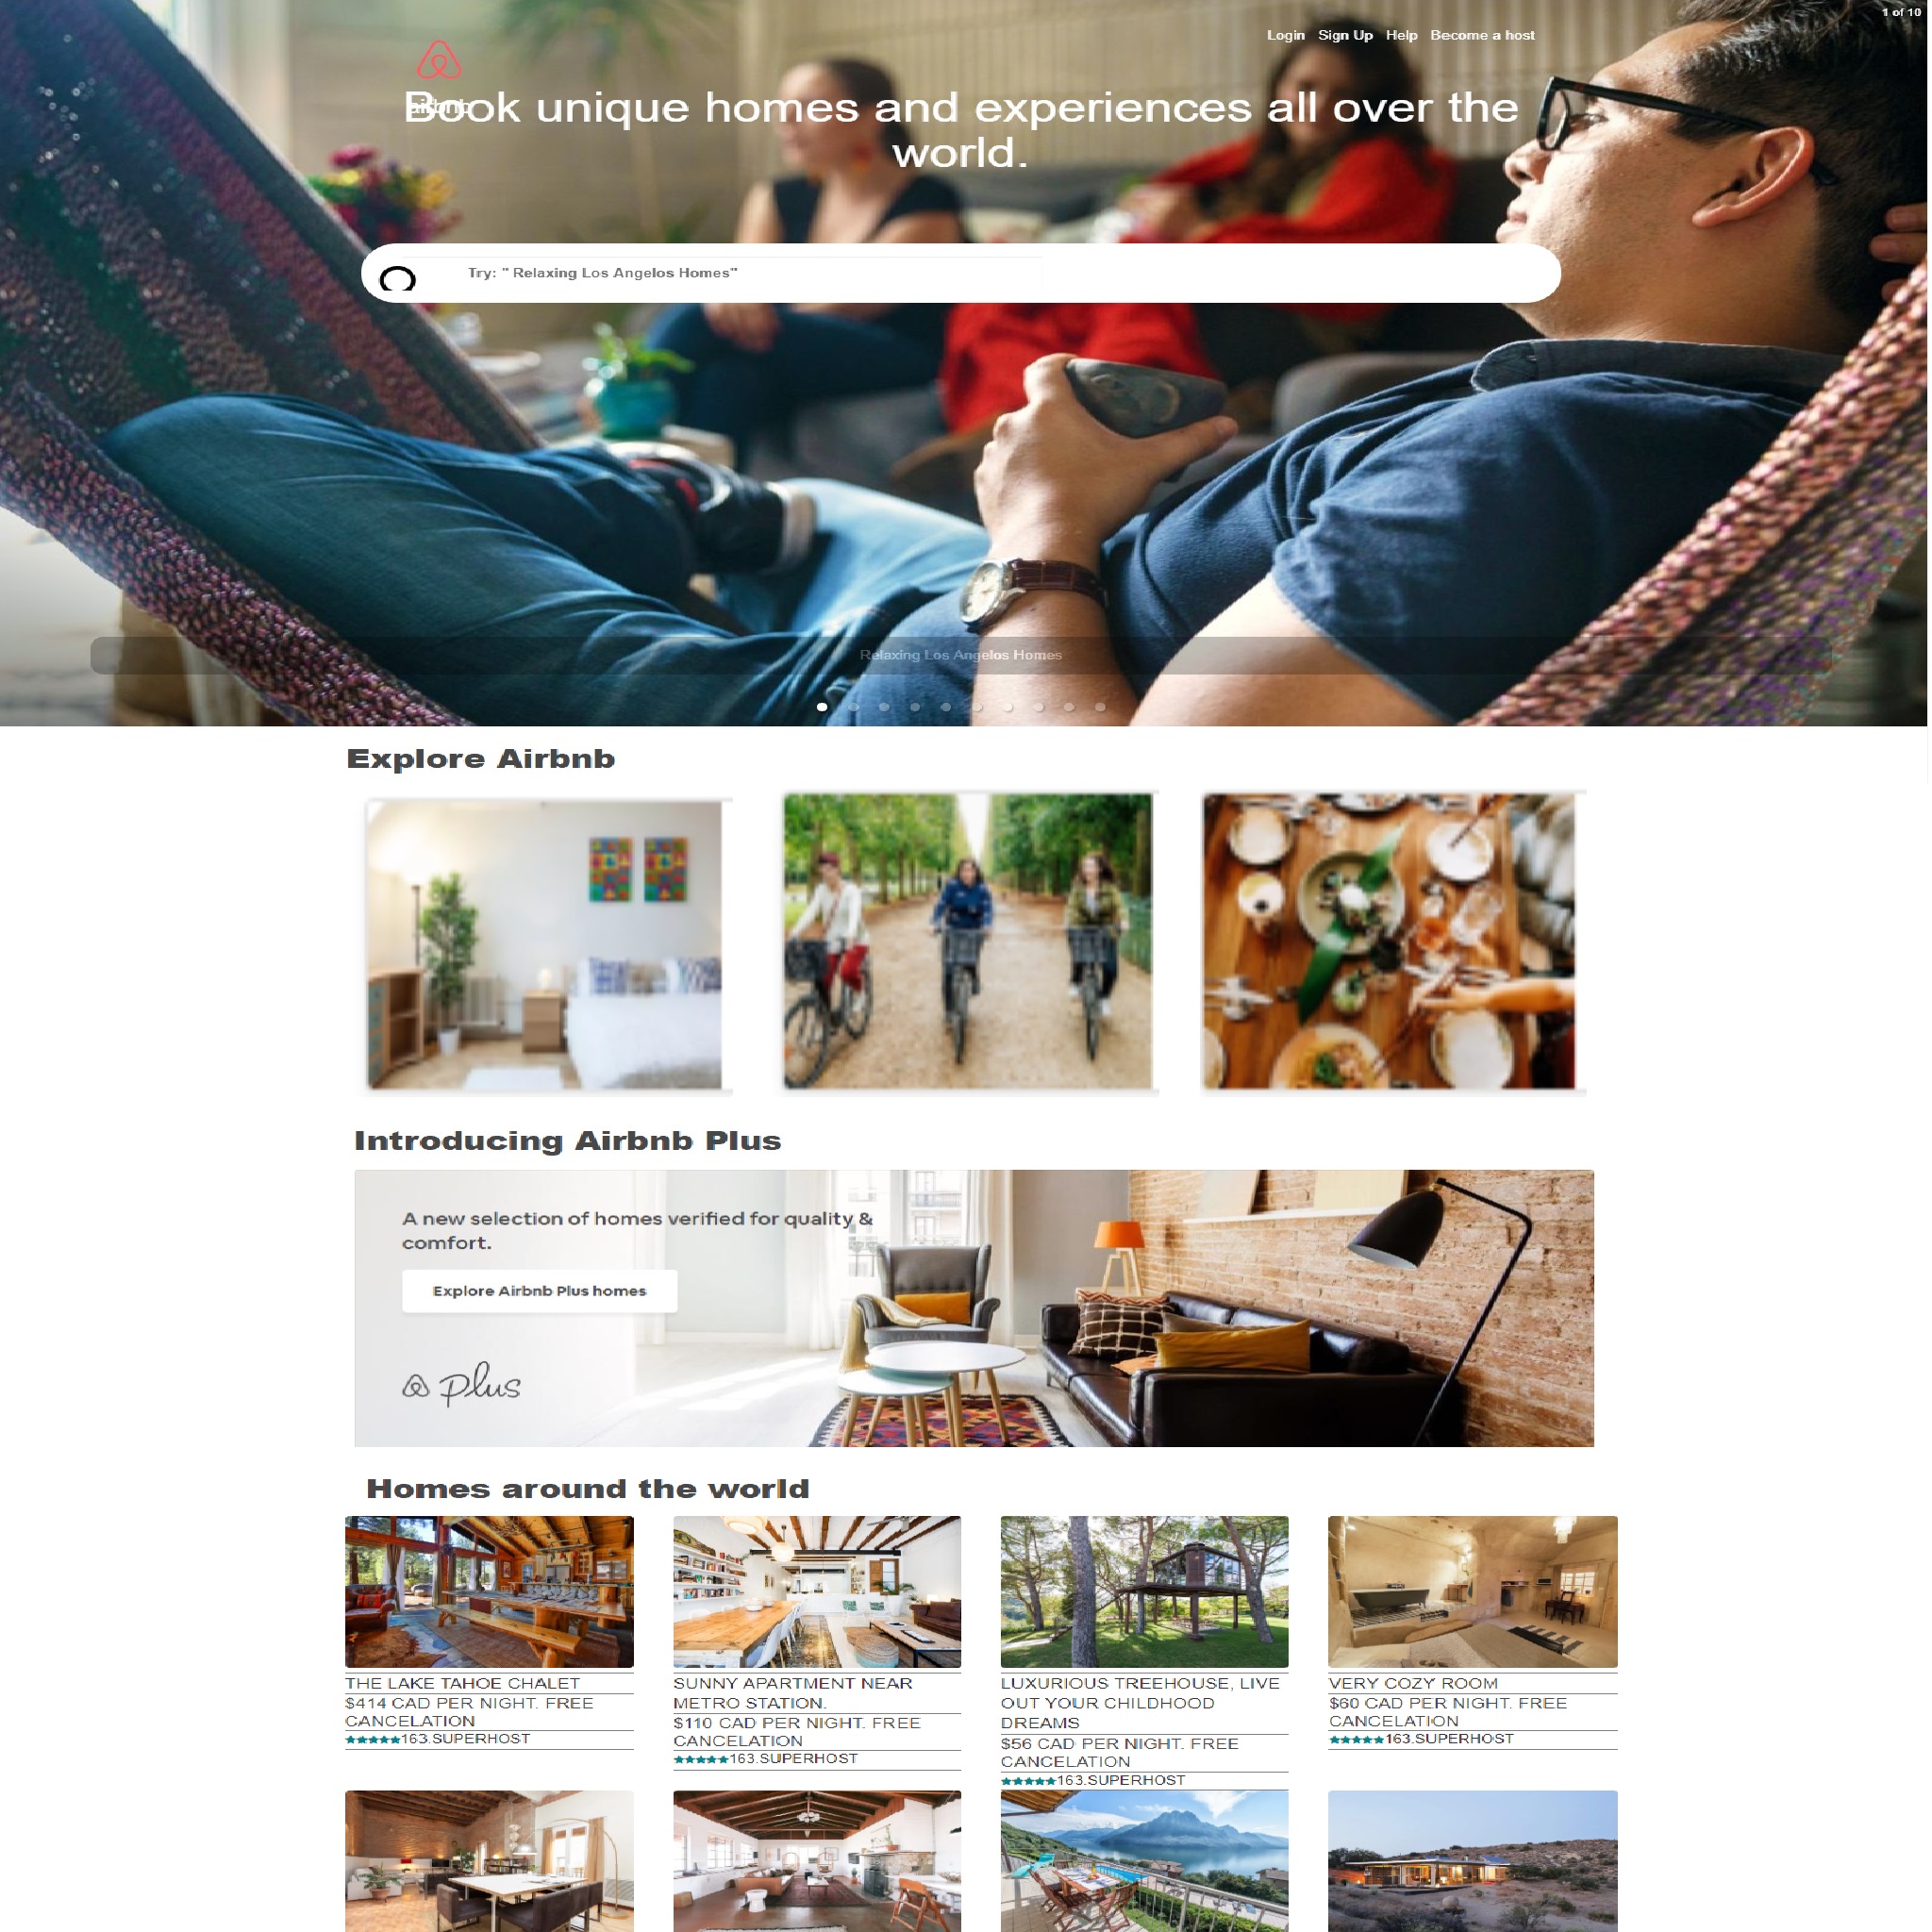 1 of 10
Login Sign Up Help Become a host
airbnb
Book unique homes and experiences all over the
world.
Try: " Relaxing Los Angelos Homes"
Relaxing Los Angelos Homes
Explore Airbnb
Introducing Airbnb Plus
A new selection of homes verified for quality &
comfort.
Explore Airbnb Plus homes
Plus
Homes around the world
THE LAKE TAHOE CHALET
$414 CAD PER NIGHT. FREE
CANCELATION
★★★★★163.SUPERHOST
SUNNY APARTMENT NEAR
METRO STATION.
$110 CAD PER NIGHT. FREE
CANCELATION
★★★★★163.SUPERHOST
LUXURIOUS TREEHOUSE, LIVE
OUT YOUR CHILDHOOD
DREAMS
$56 CAD PER NIGHT. FREE
CANCELATION
★★★★★163.SUPERHOST
VERY COZY ROOM
$60 CAD PER NIGHT. FREE
CANCELATION
★★★★★163.SUPERHOST